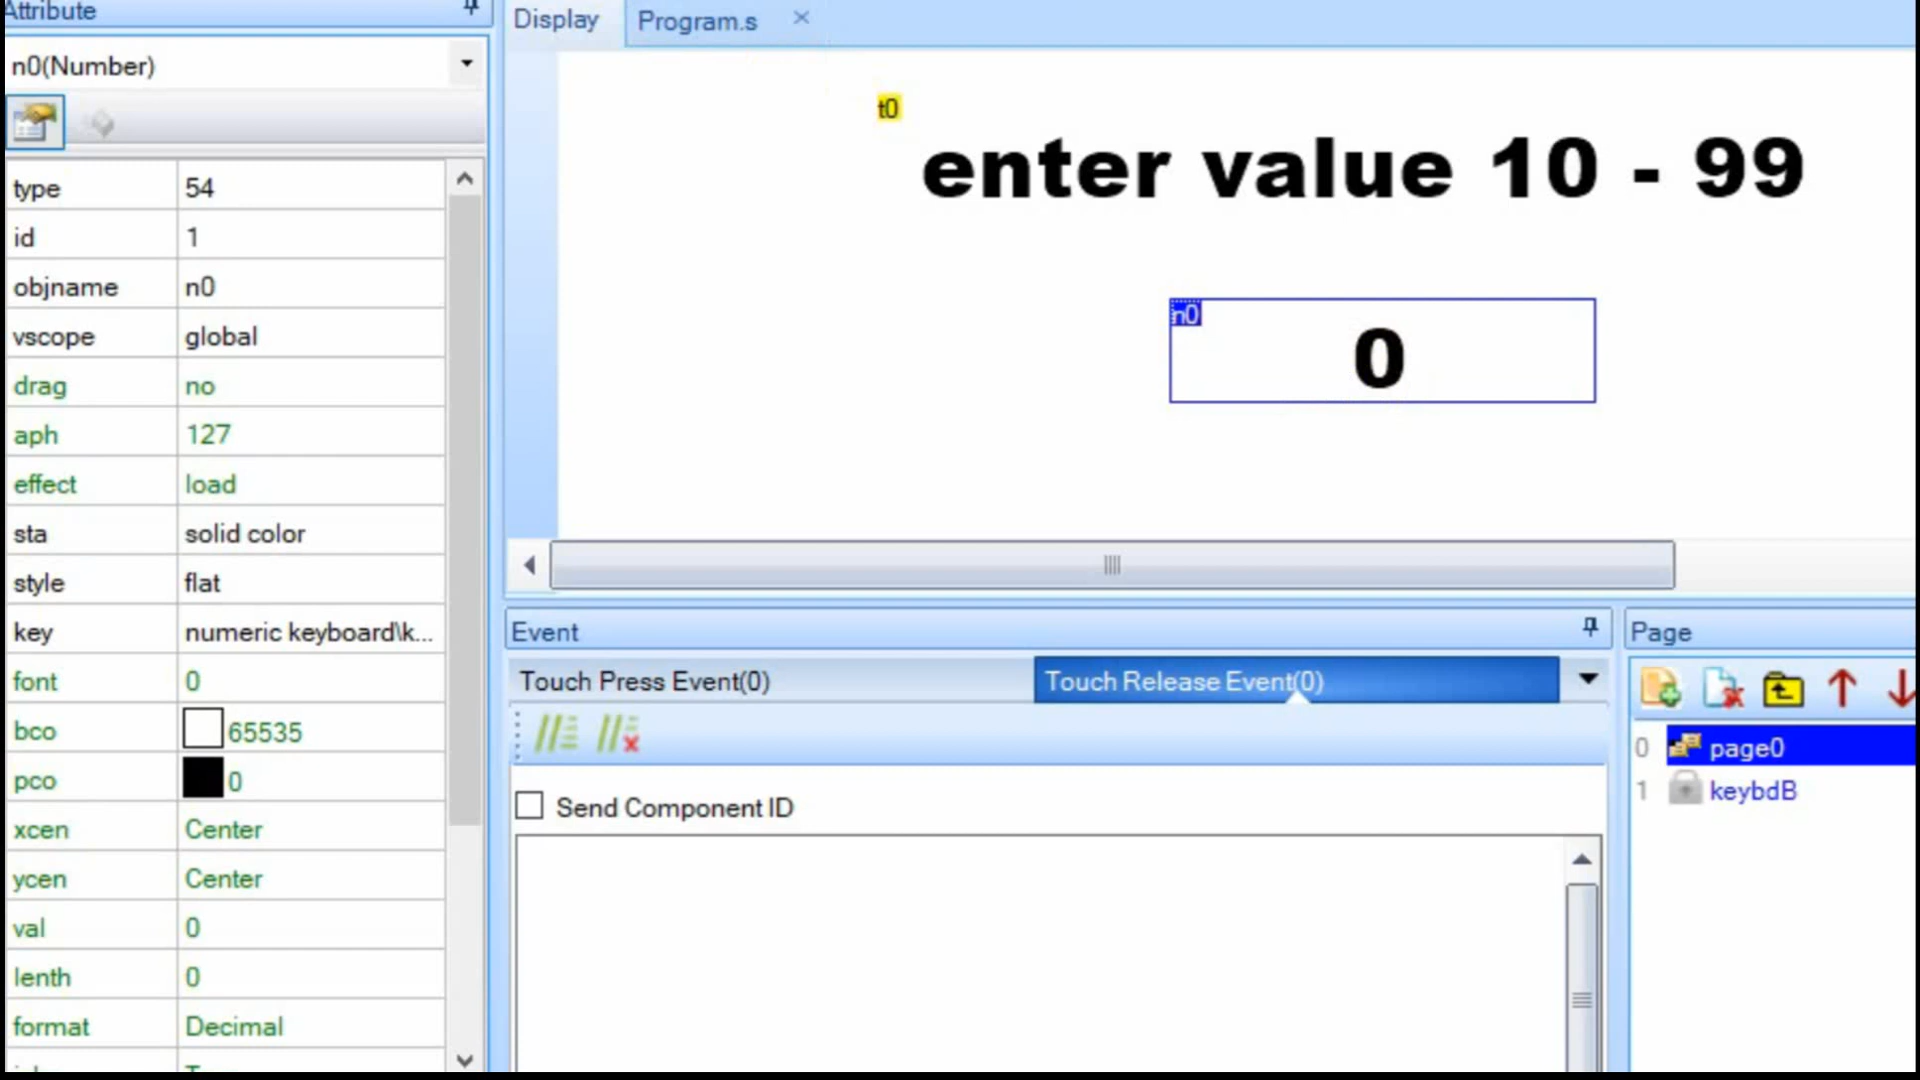 Attribute
n0(Number)
type 54
id 1
objname n0
vscope global
drag no
aph 127
effect load
sta solid color
style flat
key numeric keyboard\k...
font 0
bco 65535
pco 0
xcen Center
ycen Center
val 0
lenth 0
format Decimal
Display
Program.s
t0
enter value 10 - 99
n0
0
Event
Touch Press Event(0)
Touch Release Event(0)
Send Component ID
Page
0 page0
1 keybdB